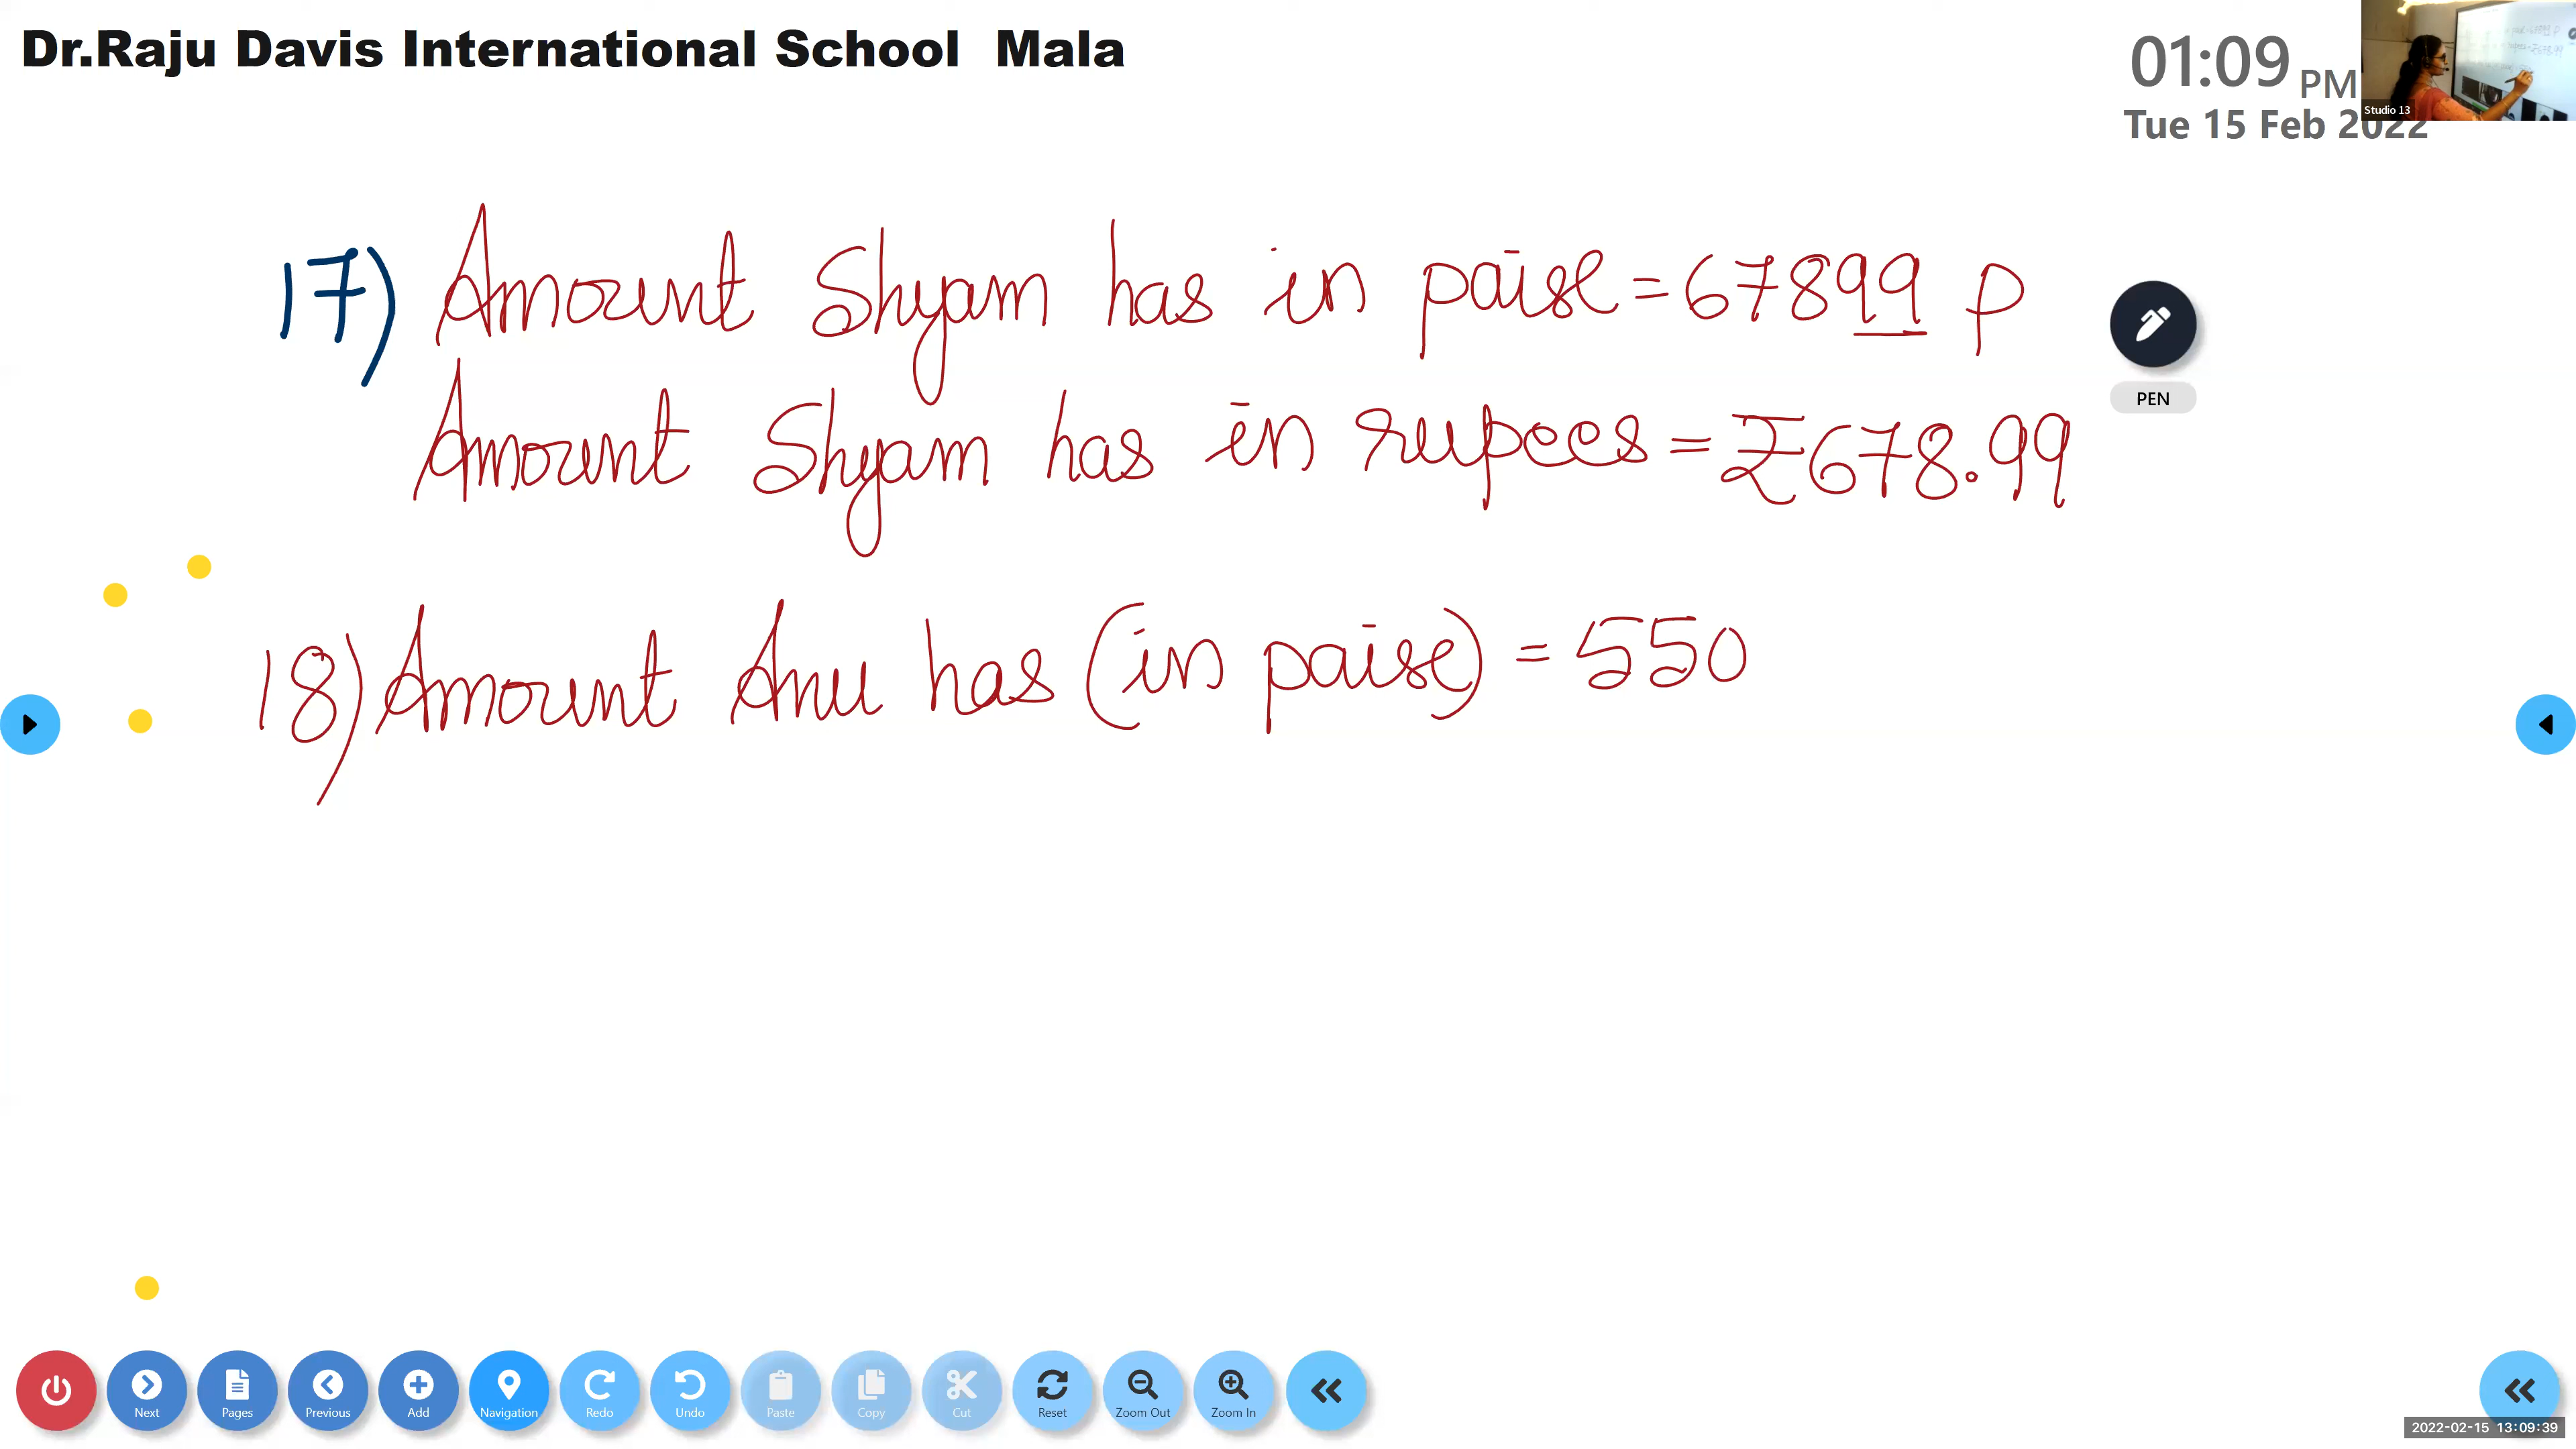 Dr.Raju Davis International School Mala
01:09 PM
Tue 15 Feb 2022
Studio 13
17) Amount Shyam has in paise = 67899 p
PEN
Amount Shyam has in rupees = ₹678.99
18) Amount Anu has (in paise) = 550
Next
Pages
Previous
Add
Navigation
Redo
Undo
Paste
Copy
Cut
Reset
Zoom Out
Zoom In
2022-02-15 13:09:39